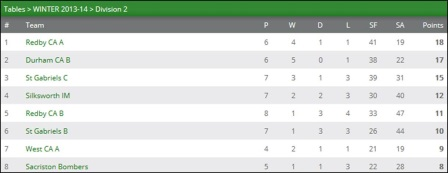 Tables > WINTER 2013-14 > Division 2
# Team P W D L SF SA Points
1 Redby CA A 6 4 1 1 41 19 18
2 Durham CA B 6 5 0 1 38 22 17
3 St Gabriels C 7 3 1 3 39 31 15
4 Silksworth IM 7 2 2 3 30 40 12
5 Redby CA B 8 1 3 4 33 47 11
6 St Gabriels B 7 1 3 3 26 44 10
7 West CA A 4 2 1 1 21 19 9
8 Sacriston Bombers 5 1 1 3 22 28 8